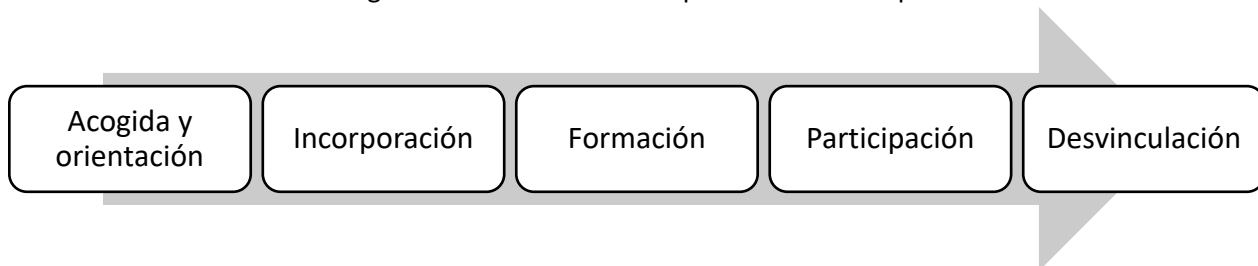 Acogida y
orientación
Incorporación
Formación
Participación
Desvinculación